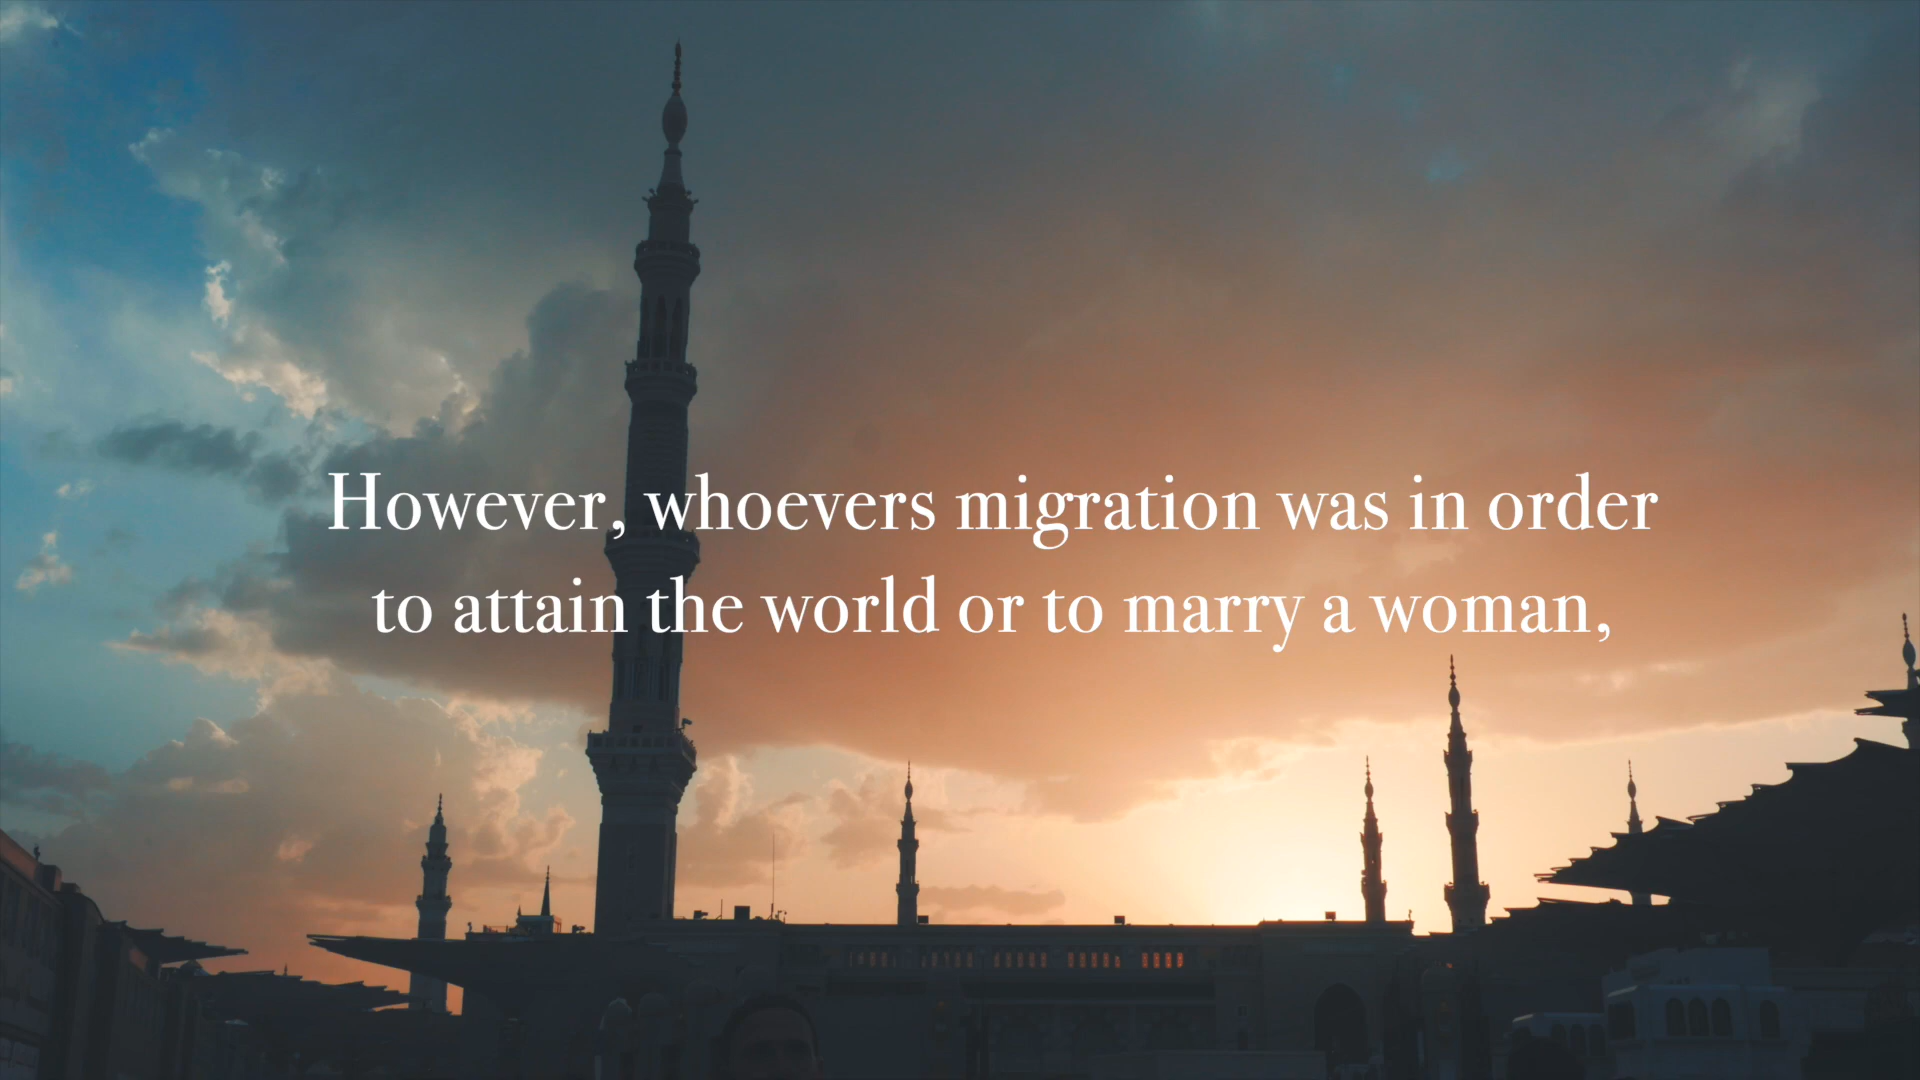 However, whoevers migration was in order
to attain the world or to marry a woman,